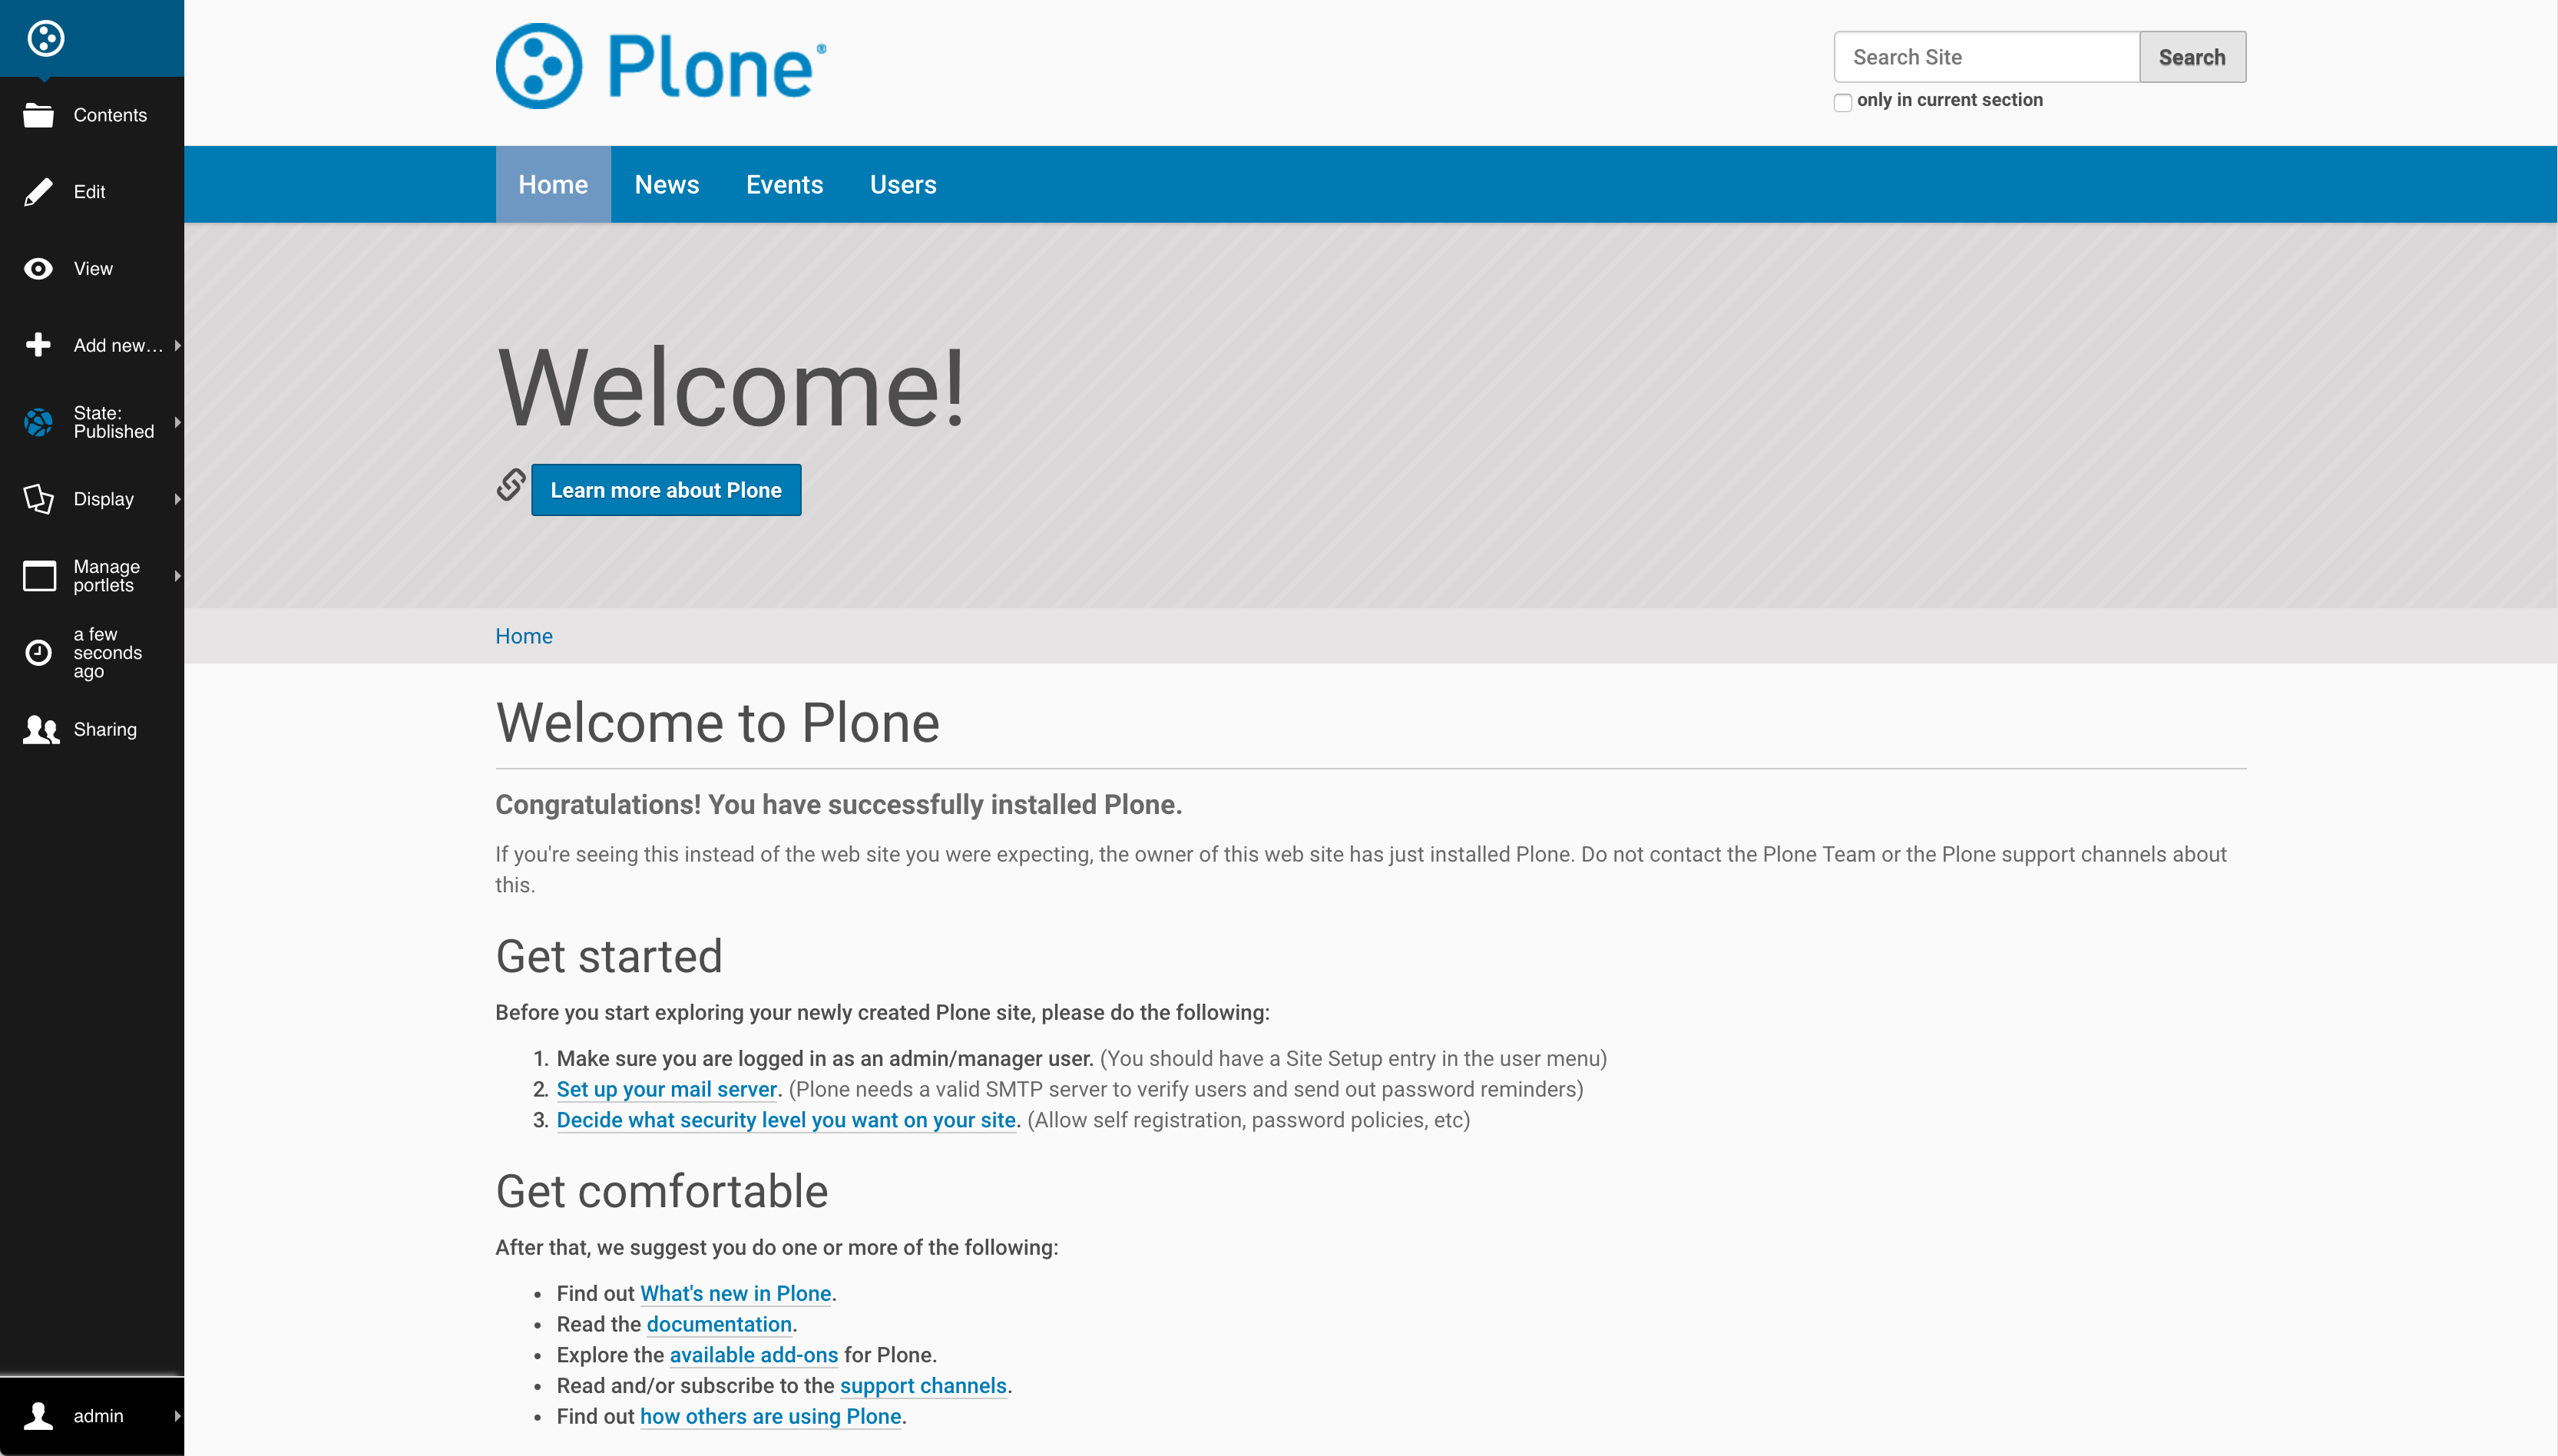 Contents
Edit
View
Add new…
State:
Published
Display
Manage
portlets
a few
seconds
ago
Sharing
admin
Plone®
Search Site
Search
only in current section
Home
News
Events
Users
Welcome!
Learn more about Plone
Home
Welcome to Plone
Congratulations! You have successfully installed Plone.
If you're seeing this instead of the web site you were expecting, the owner of this web site has just installed Plone. Do not contact the Plone Team or the Plone support channels about
this.
Get started
Before you start exploring your newly created Plone site, please do the following:
1. Make sure you are logged in as an admin/manager user. (You should have a Site Setup entry in the user menu)
2. Set up your mail server. (Plone needs a valid SMTP server to verify users and send out password reminders)
3. Decide what security level you want on your site. (Allow self registration, password policies, etc)
Get comfortable
After that, we suggest you do one or more of the following:
• Find out What's new in Plone.
• Read the documentation.
• Explore the available add-ons for Plone.
• Read and/or subscribe to the support channels.
• Find out how others are using Plone.